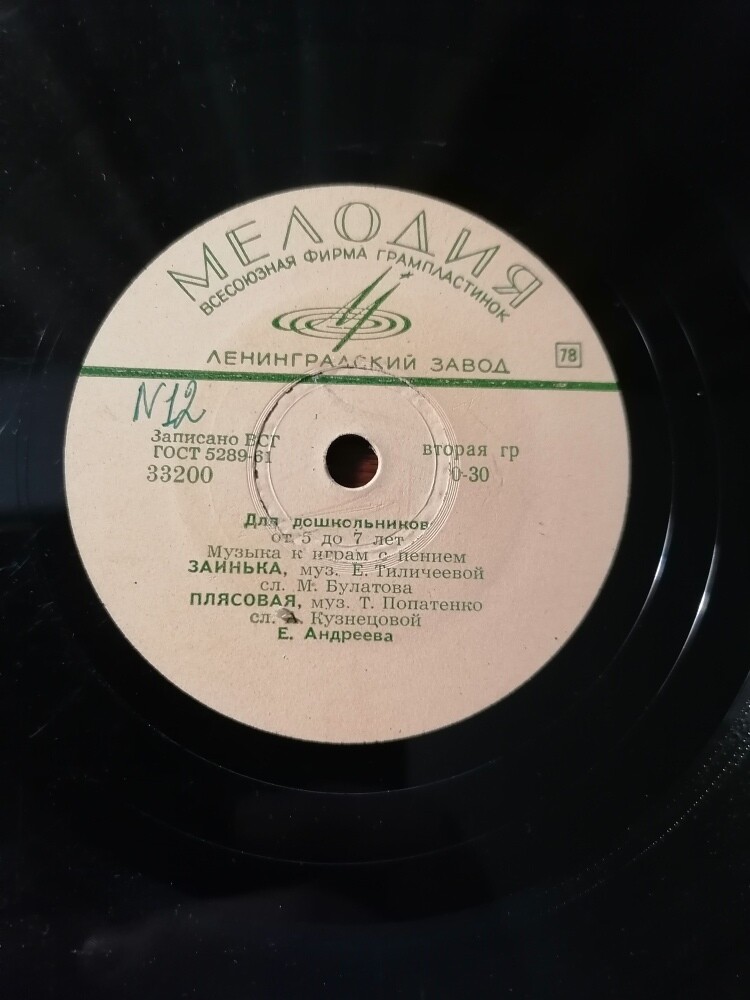 МЕЛОДИЯ
ВСЕСОЮЗНАЯ ФИРМА ГРАМПЛАСТИНОК
ЛЕНИНГРАДСКИЙ ЗАВОД 78
N12
Записано ВСГ
ГОСТ 5289-61
33200
вторая гр
0-30
Для дошкольников
от 5 до 7 лет
Музыка к играм с пением
ЗАИНЬКА, муз. Е. Тиличеевой
сл. М. Булатова
ПЛЯСОВАЯ, муз. Т. Попатенко
сл. Кузнецовой
Е. Андреева